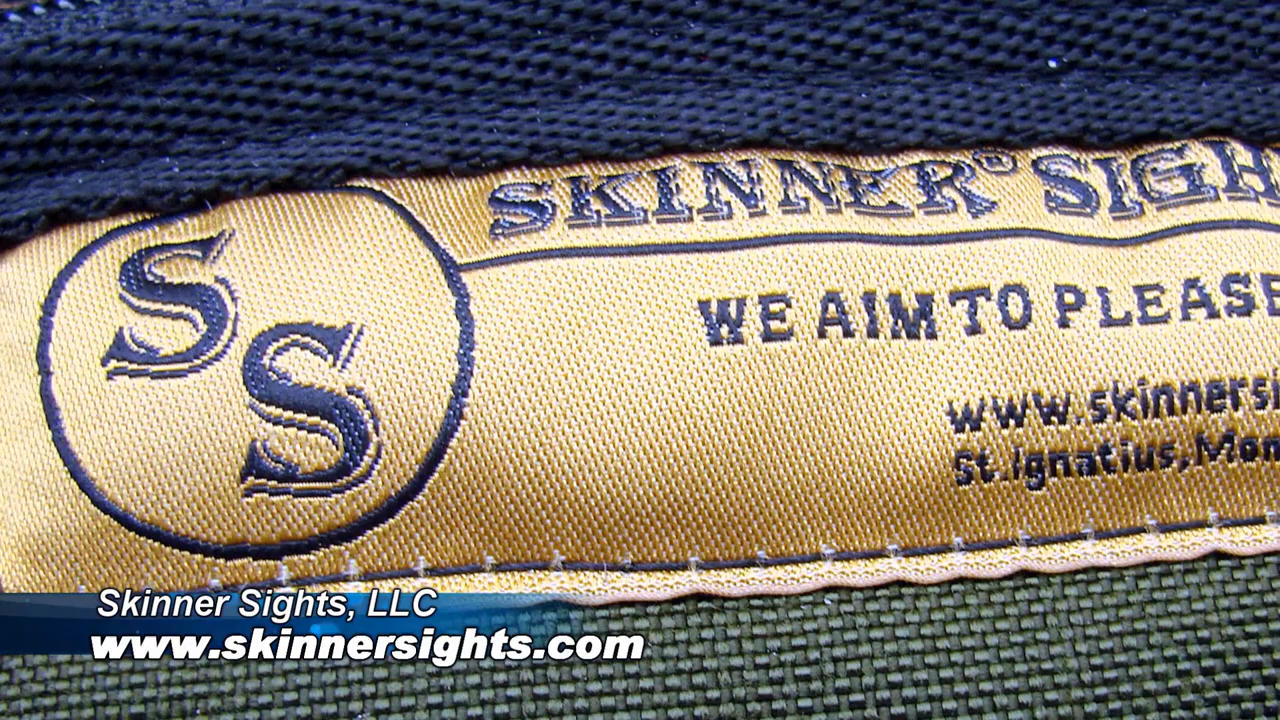 SS
SKINNER® SIGH
WE AIM TO PLEASE
www.skinnersi
St.Ignatius, Mon
Skinner Sights, LLC
www.skinnersights.com